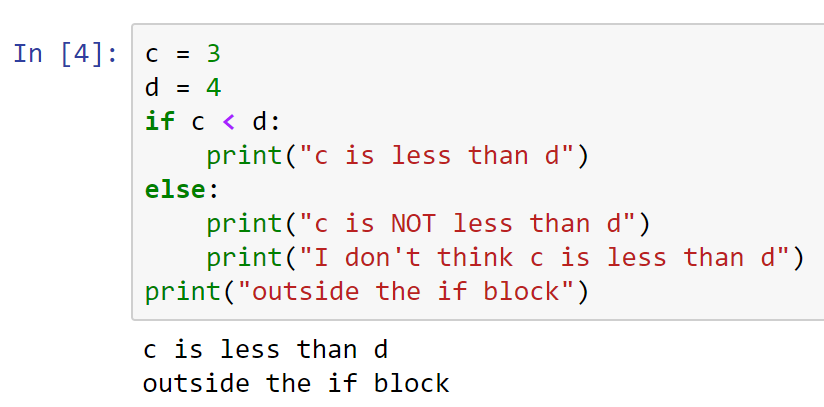 In [4]: c = 3
d = 4
if c < d:
    print("c is less than d")
else:
    print("c is NOT less than d")
    print("I don't think c is less than d")
print("outside the if block")
c is less than d
outside the if block